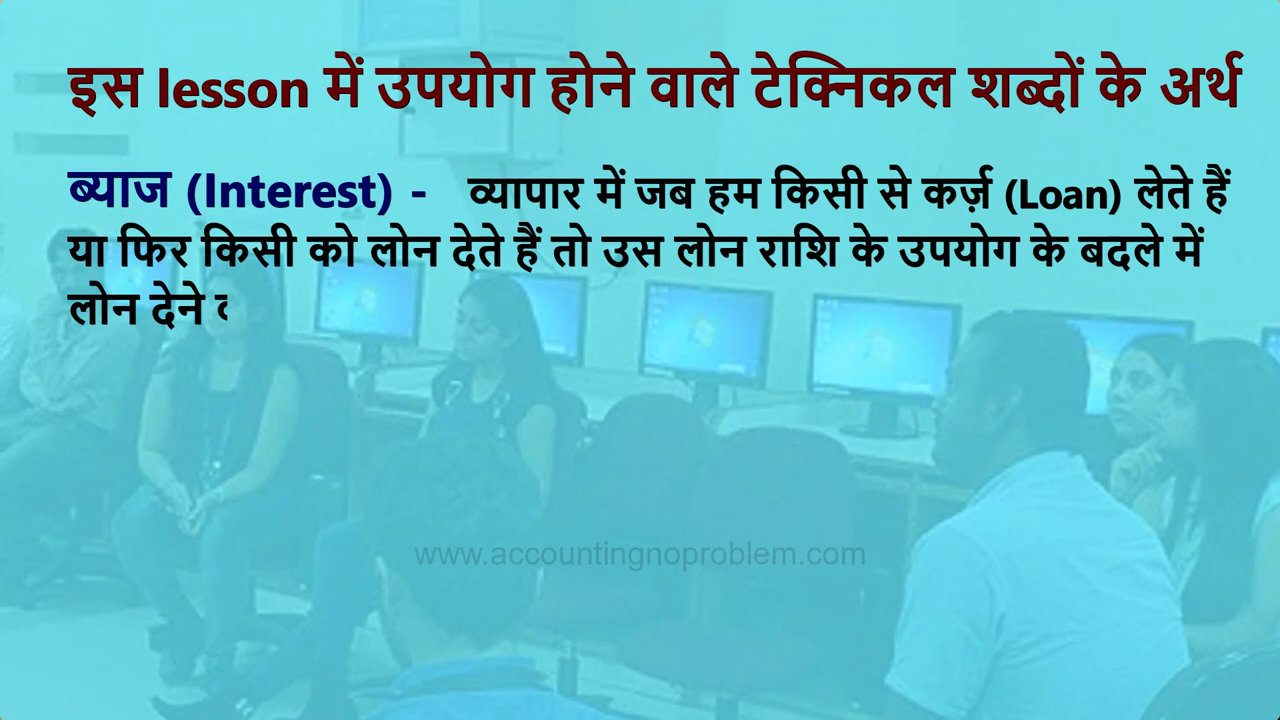 इस lesson में उपयोग होने वाले टेक्निकल शब्दों के अर्थ
ब्याज (Interest) - व्यापार में जब हम किसी से कर्ज़ (Loan) लेते हैं
या फिर किसी को लोन देते हैं तो उस लोन राशि के उपयोग के बदले में
लोन देने
www.accountingnoproblem.com